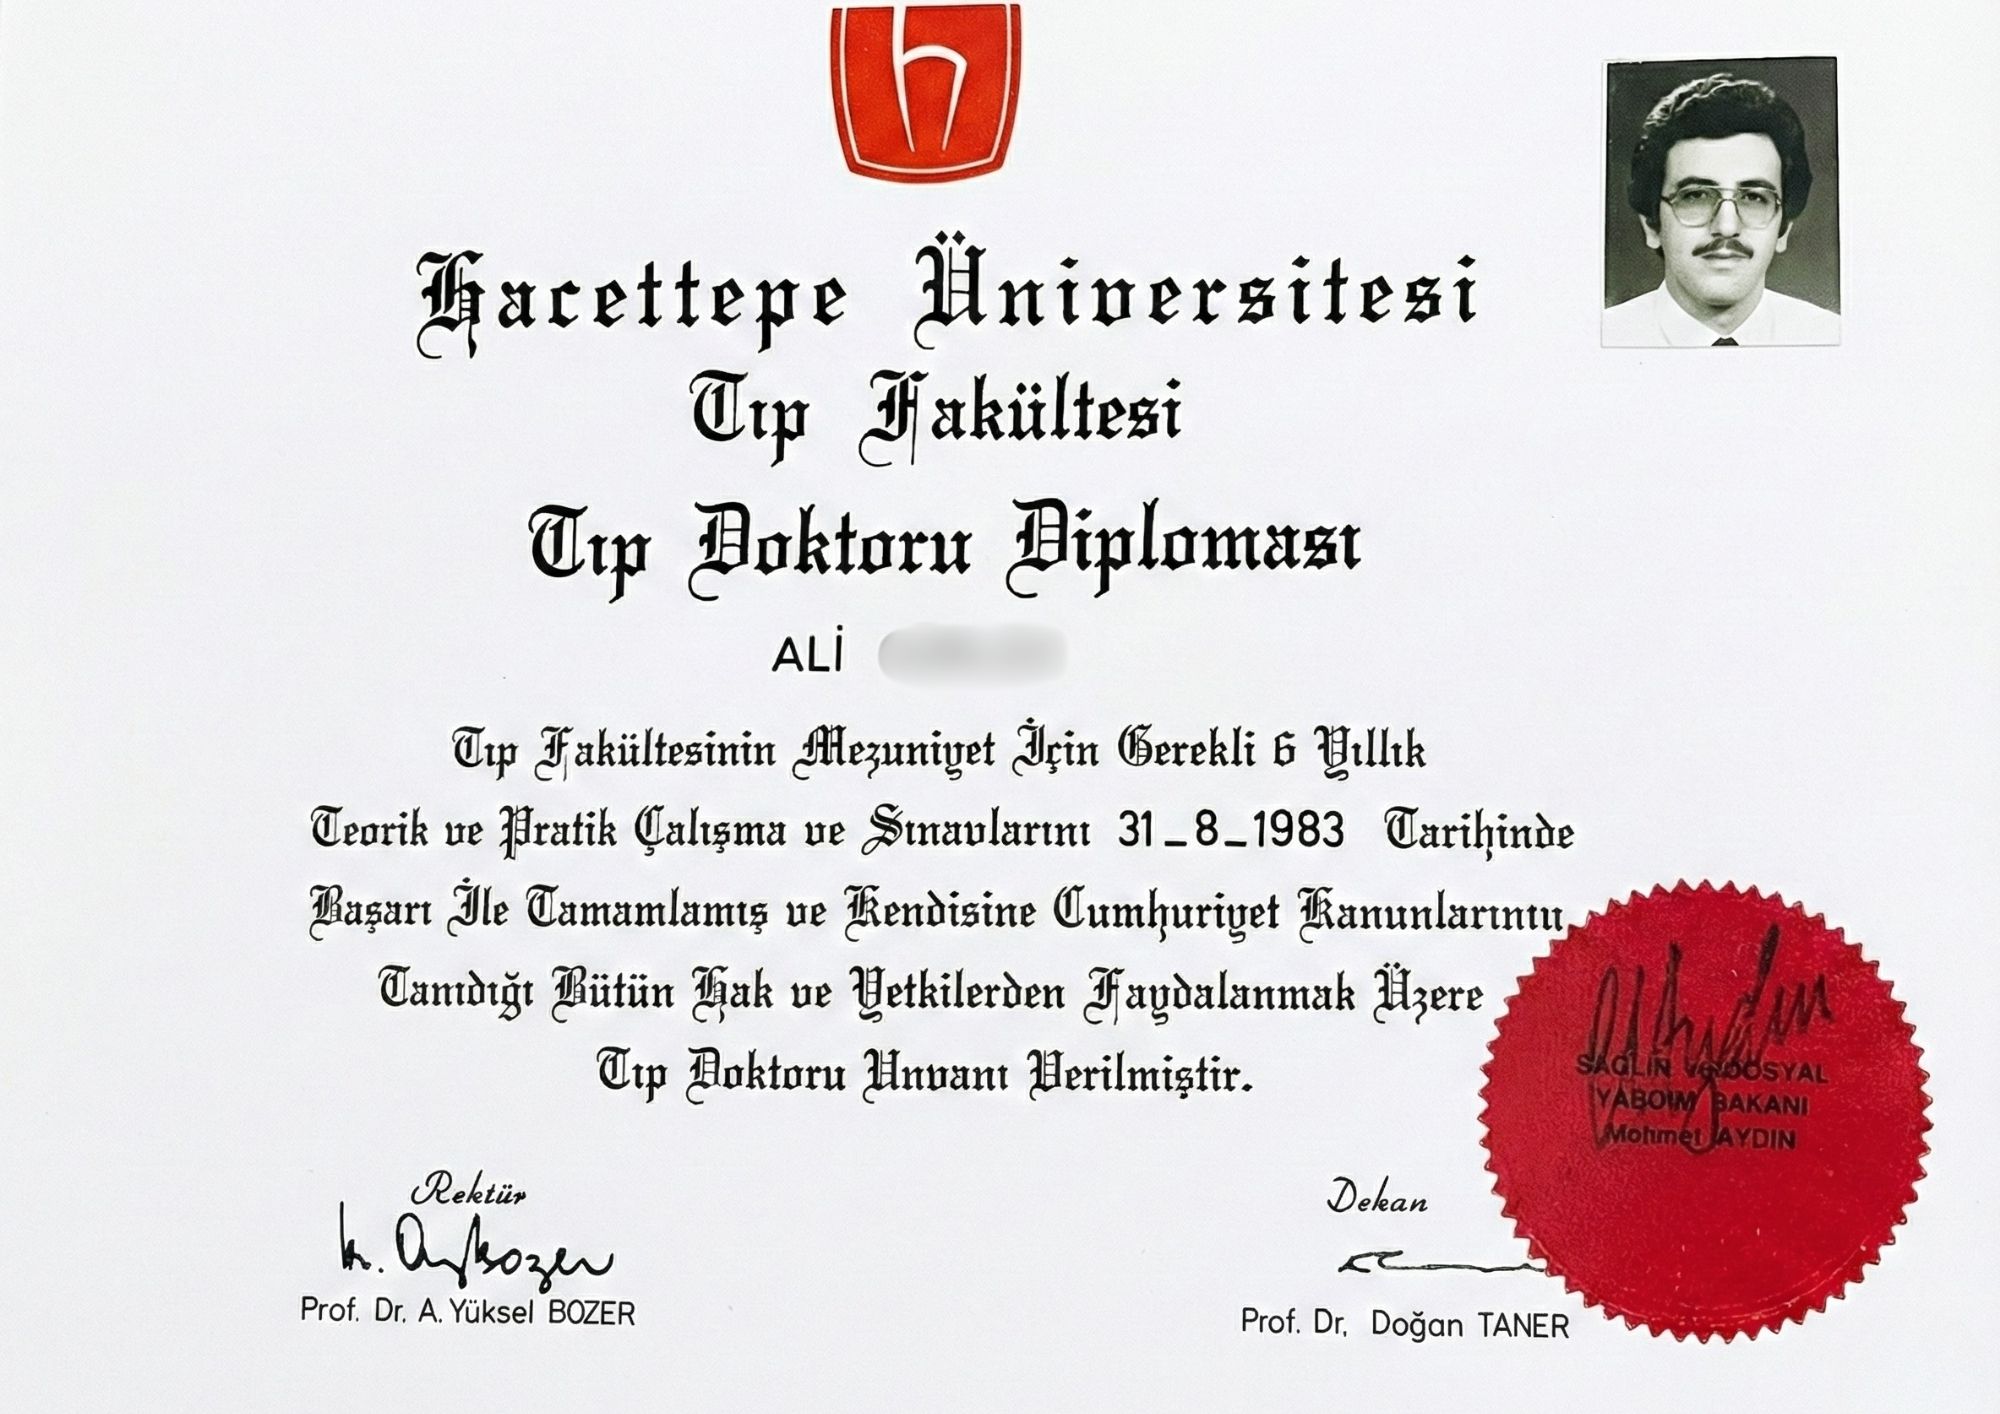 Hacettepe Üniversitesi
Tıp Fakültesi
Tıp Doktoru Diploması
ALİ
Tıp Fakültesinin Mezuniyet İçin Gerekli 6 Yıllık
Teorik ve Pratik Çalışma ve Sınavlarını 31_8_1983 Tarihinde
Başarı İle Tamamlamış ve Kendisine Cumhuriyet Kanunlarının
Tanıdığı Bütün Hak ve Yetkilerden Faydalanmak Üzere
Tıp Doktoru Unvanı Verilmiştir.
Rektür
Prof. Dr. A. Yüksel BOZER
Dekan
Prof. Dr. Doğan TANER
BAKANI
AYDIN